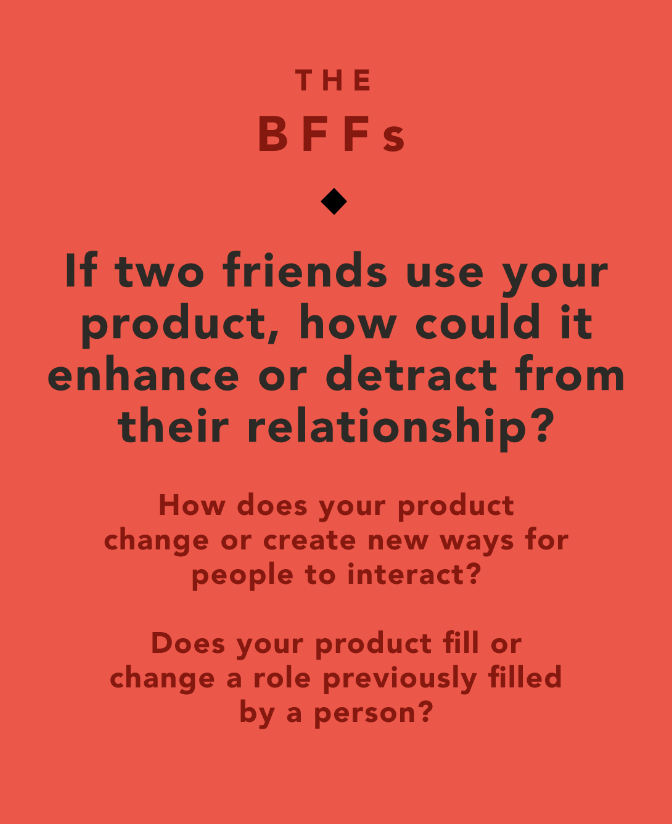 THE
BFFs
If two friends use your
product, how could it
enhance or detract from
their relationship?
How does your product
change or create new ways for
people to interact?
Does your product fill or
change a role previously filled
by a person?